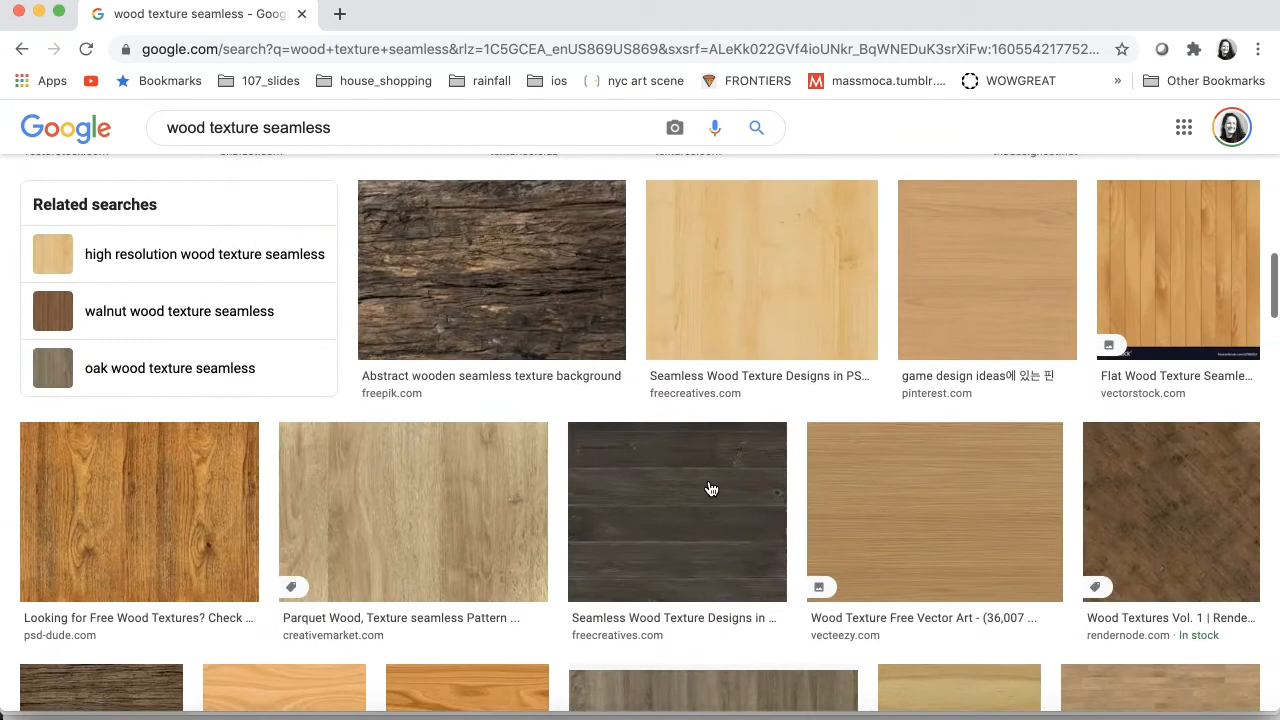 wood texture seamless - Goog
google.com/search?q=wood+texture+seamless&rlz=1C5GCEA_enUS869US869&sxsrf=ALeKk022GVf4ioUNkr_BqWNEDuK3srXiFw:160554217752...
Apps
Bookmarks
107_slides
house_shopping
rainfall
ios
nyc art scene
FRONTIERS
massmoca.tumblr....
WOWGREAT
»
Other Bookmarks
Google
wood texture seamless
Related searches
high resolution wood texture seamless
walnut wood texture seamless
oak wood texture seamless
Abstract wooden seamless texture background
freepik.com
Seamless Wood Texture Designs in PS...
freecreatives.com
game design ideas에 있는 핀
pinterest.com
Flat Wood Texture Seamle...
vectorstock.com
Looking for Free Wood Textures? Check ...
psd-dude.com
Parquet Wood, Texture seamless Pattern ...
creativemarket.com
Seamless Wood Texture Designs in ...
freecreatives.com
Wood Texture Free Vector Art - (36,007 ...
vecteezy.com
Wood Textures Vol. 1 | Rende...
rendernode.com · In stock